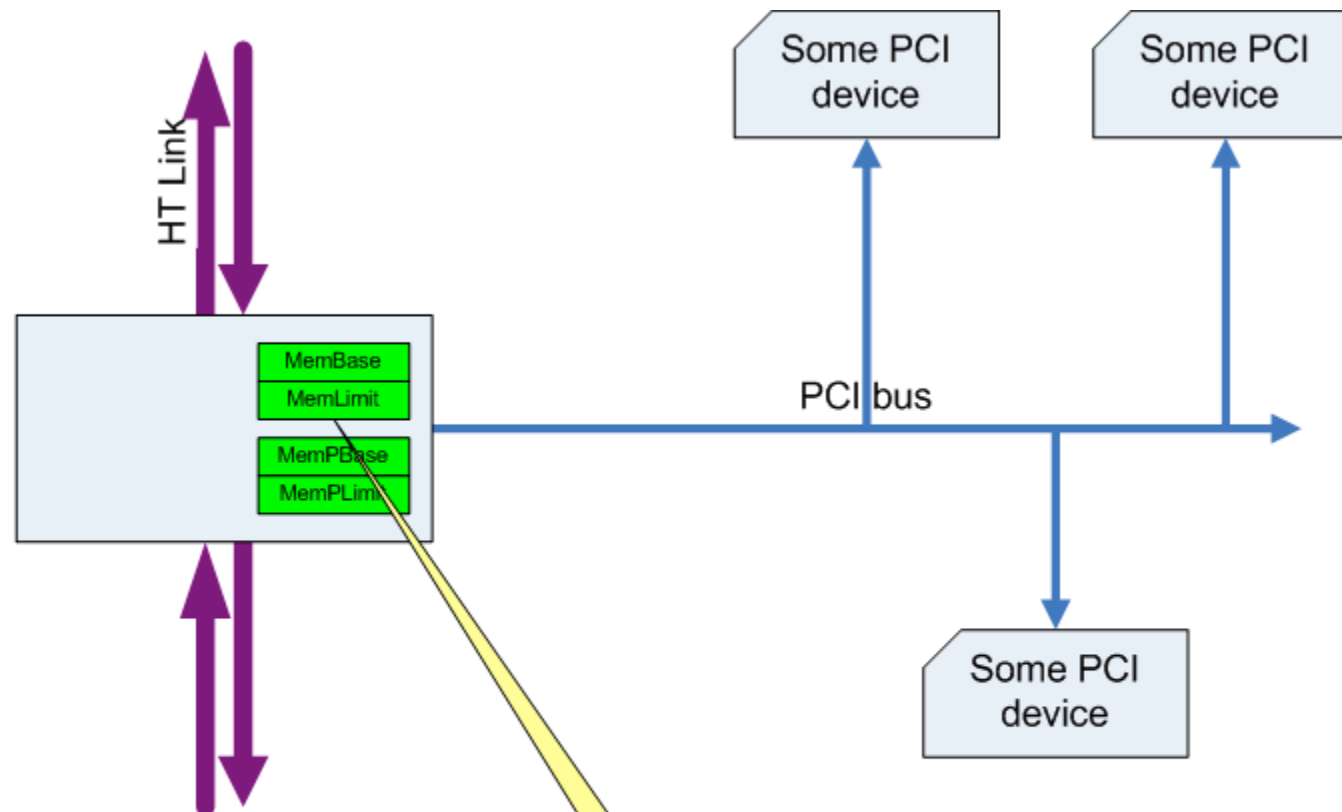 Some PCI
device
Some PCI
device
HT Link
MemBase
MemLimit
PCI bus
MemPBase
MemPLimit
Some PCI
device